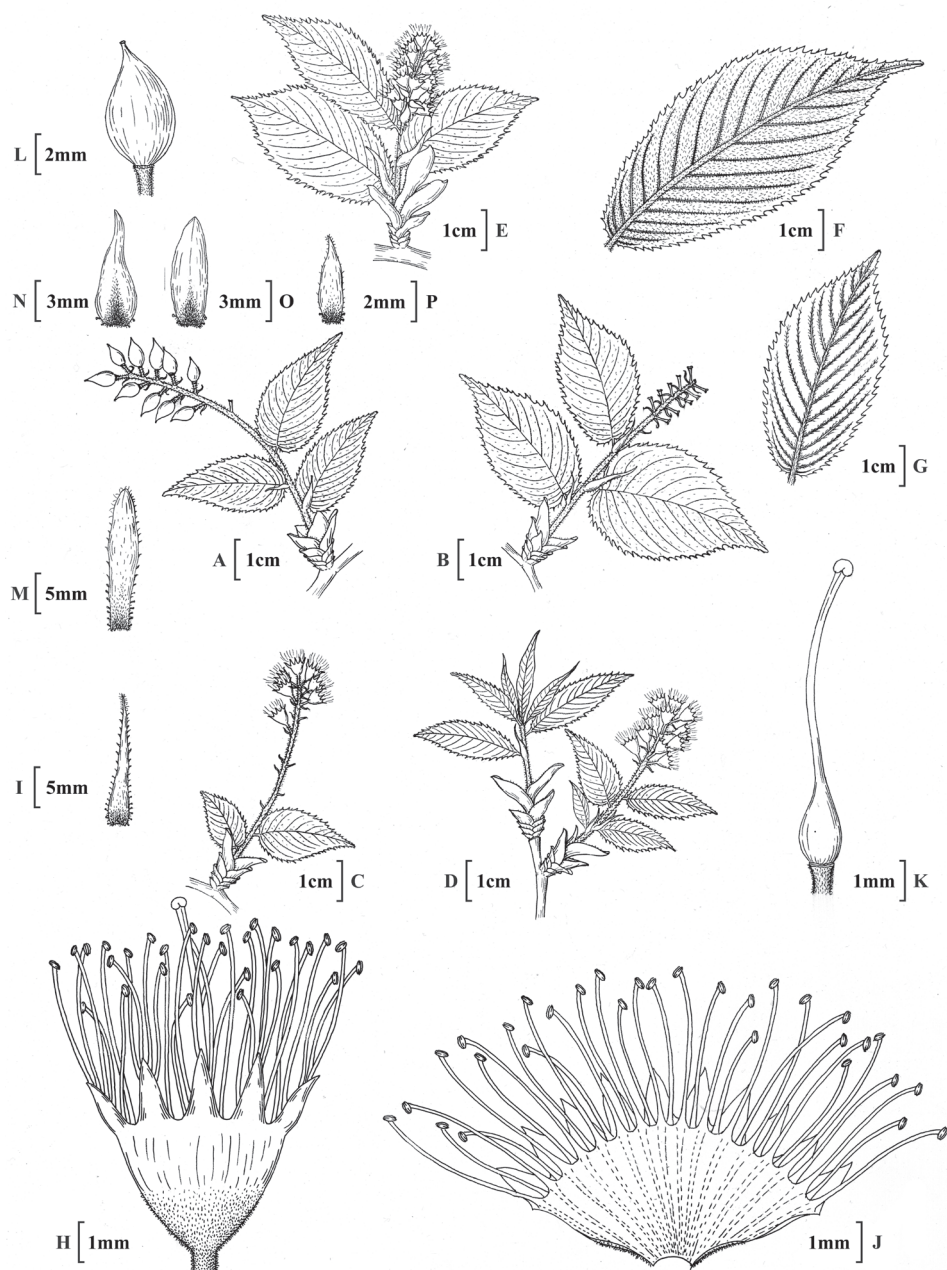 L [ 2mm
1cm ] E
1cm ] F
N [ 3mm
3mm ] O
2mm ] P
1cm ] G
A [ 1cm
B [ 1cm
M [ 5mm
I [ 5mm
1cm ] C
D [ 1cm
1mm ] K
H [ 1mm
1mm ] J